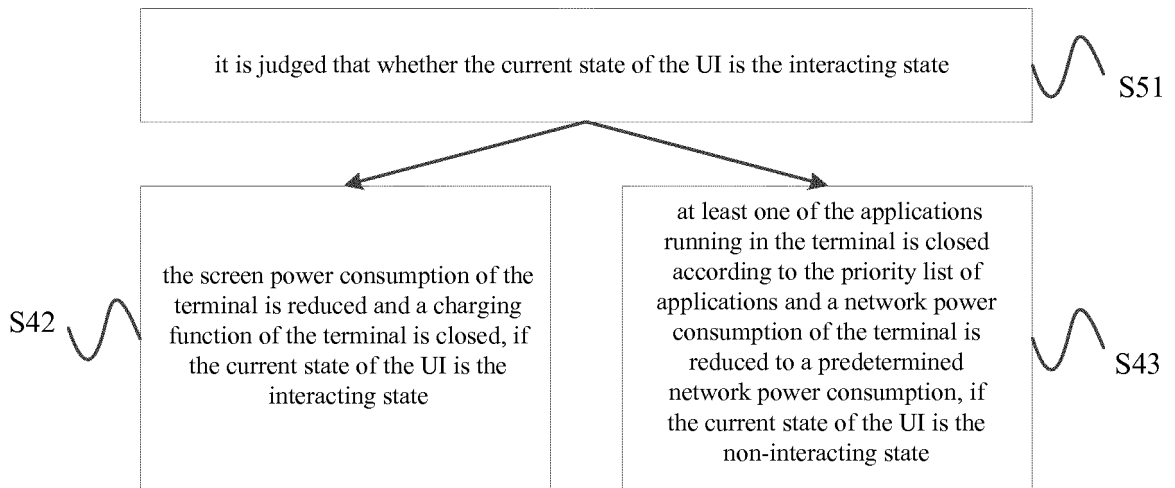 it is judged that whether the current state of the UI is the interacting state
S51
the screen power consumption of the
terminal is reduced and a charging
function of the terminal is closed, if
the current state of the UI is the
interacting state
S42
at least one of the applications
running in the terminal is closed
according to the priority list of
applications and a network power
consumption of the terminal is
reduced to a predetermined
network power consumption, if
the current state of the UI is the
non-interacting state
S43